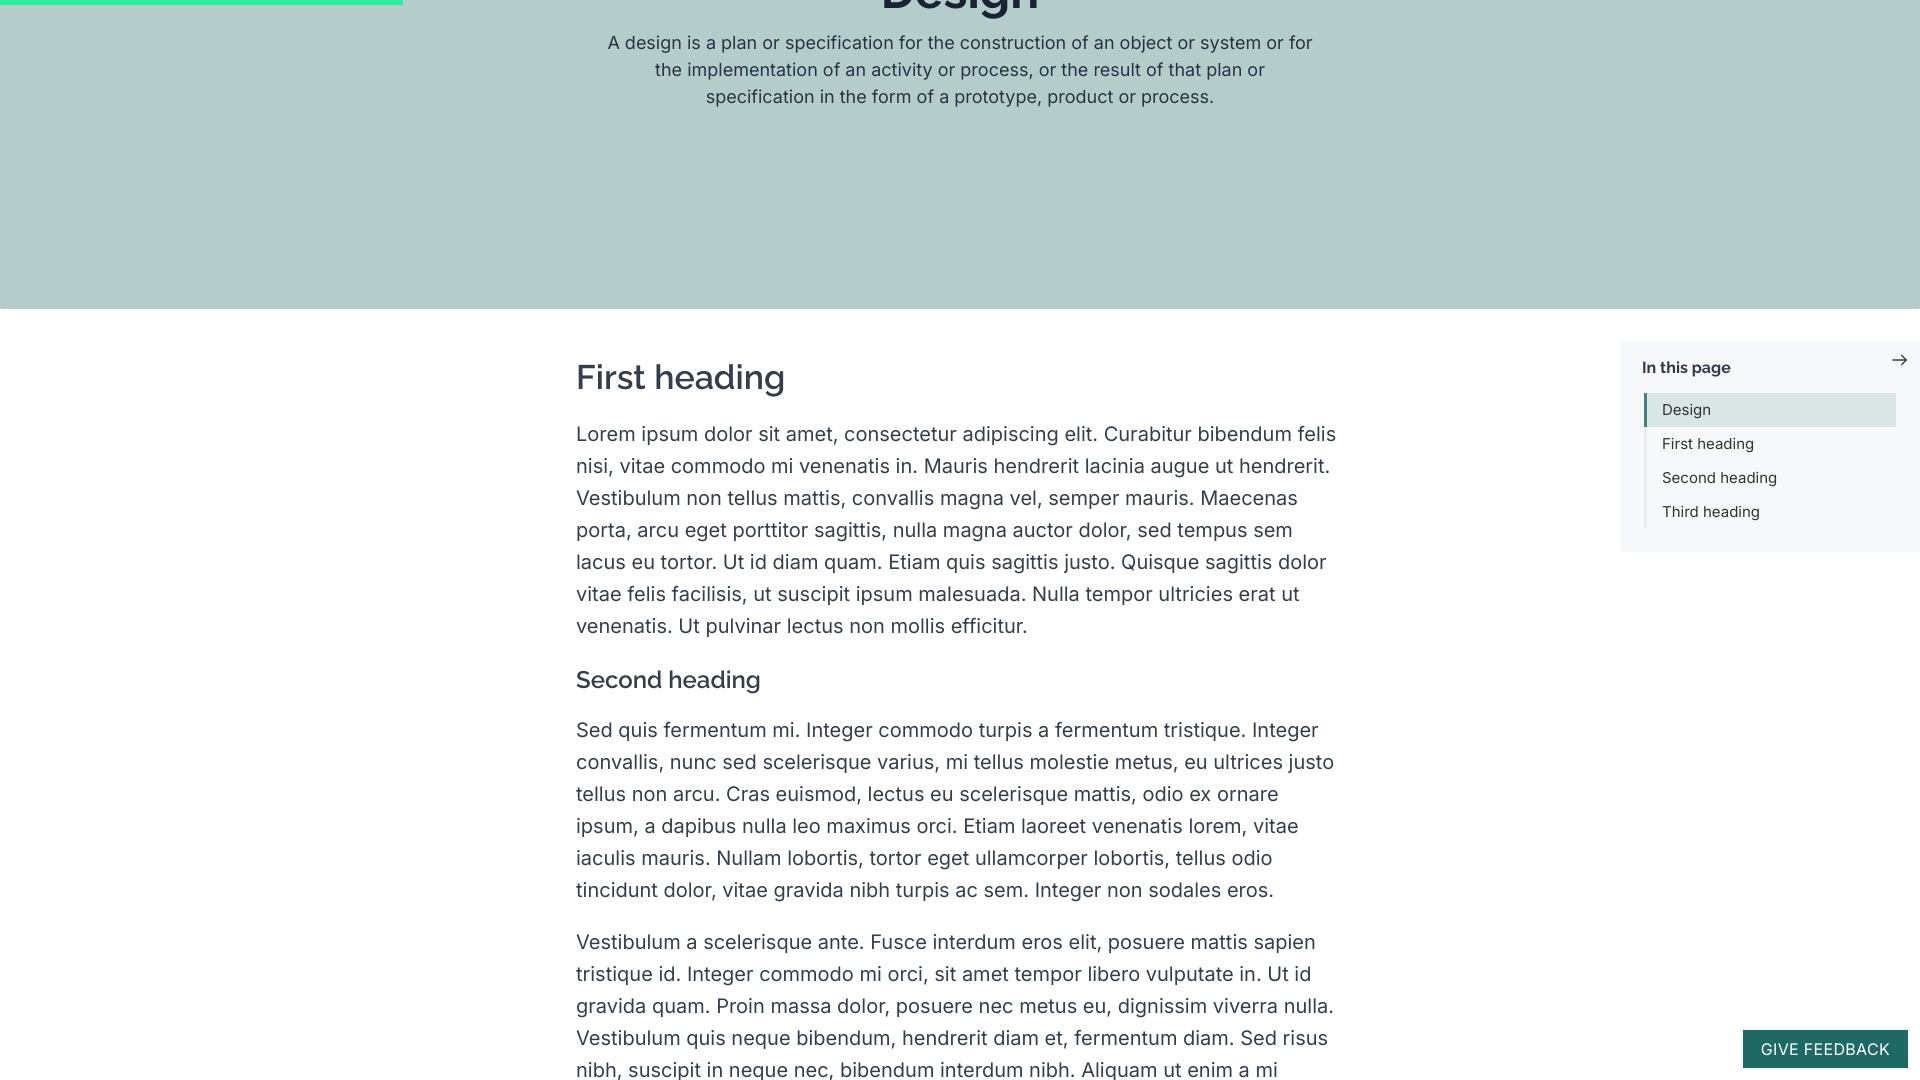 Design
A design is a plan or specification for the construction of an object or system or for
the implementation of an activity or process, or the result of that plan or
specification in the form of a prototype, product or process.
First heading
Lorem ipsum dolor sit amet, consectetur adipiscing elit. Curabitur bibendum felis
nisi, vitae commodo mi venenatis in. Mauris hendrerit lacinia augue ut hendrerit.
Vestibulum non tellus mattis, convallis magna vel, semper mauris. Maecenas
porta, arcu eget porttitor sagittis, nulla magna auctor dolor, sed tempus sem
lacus eu tortor. Ut id diam quam. Etiam quis sagittis justo. Quisque sagittis dolor
vitae felis facilisis, ut suscipit ipsum malesuada. Nulla tempor ultricies erat ut
venenatis. Ut pulvinar lectus non mollis efficitur.
Second heading
Sed quis fermentum mi. Integer commodo turpis a fermentum tristique. Integer
convallis, nunc sed scelerisque varius, mi tellus molestie metus, eu ultrices justo
tellus non arcu. Cras euismod, lectus eu scelerisque mattis, odio ex ornare
ipsum, a dapibus nulla leo maximus orci. Etiam laoreet venenatis lorem, vitae
iaculis mauris. Nullam lobortis, tortor eget ullamcorper lobortis, tellus odio
tincidunt dolor, vitae gravida nibh turpis ac sem. Integer non sodales eros.
Vestibulum a scelerisque ante. Fusce interdum eros elit, posuere mattis sapien
tristique id. Integer commodo mi orci, sit amet tempor libero vulputate in. Ut id
gravida quam. Proin massa dolor, posuere nec metus eu, dignissim viverra nulla.
Vestibulum quis neque bibendum, hendrerit diam et, fermentum diam. Sed risus
nibh, suscipit in neque nec, bibendum interdum nibh. Aliquam ut enim a mi
In this page
Design
First heading
Second heading
Third heading
GIVE FEEDBACK